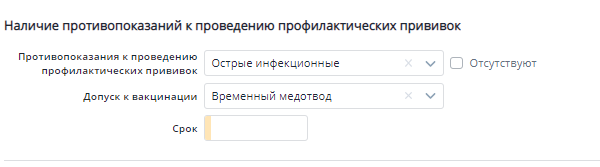 Наличие противопоказаний к проведению профилактических прививок
Противопоказания к проведению
профилактических прививок
Острые инфекционные
Отсутствуют
Допуск к вакцинации
Временный медотвод
Срок